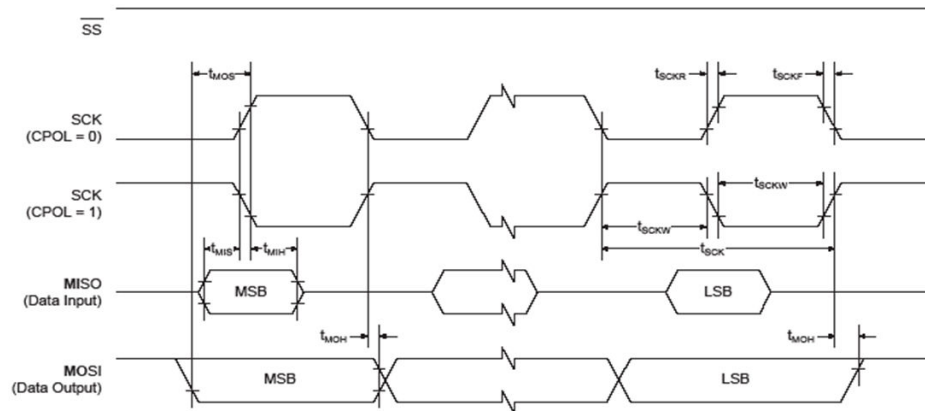 SS
tMOS
tSCKR
tSCKF
SCK
(CPOL = 0)
SCK
(CPOL = 1)
tSCKW
tSCKW
tMIS
tMIH
tSCK
MISO
(Data Input)
MSB
LSB
tMOH
tMOH
MOSI
(Data Output)
MSB
LSB